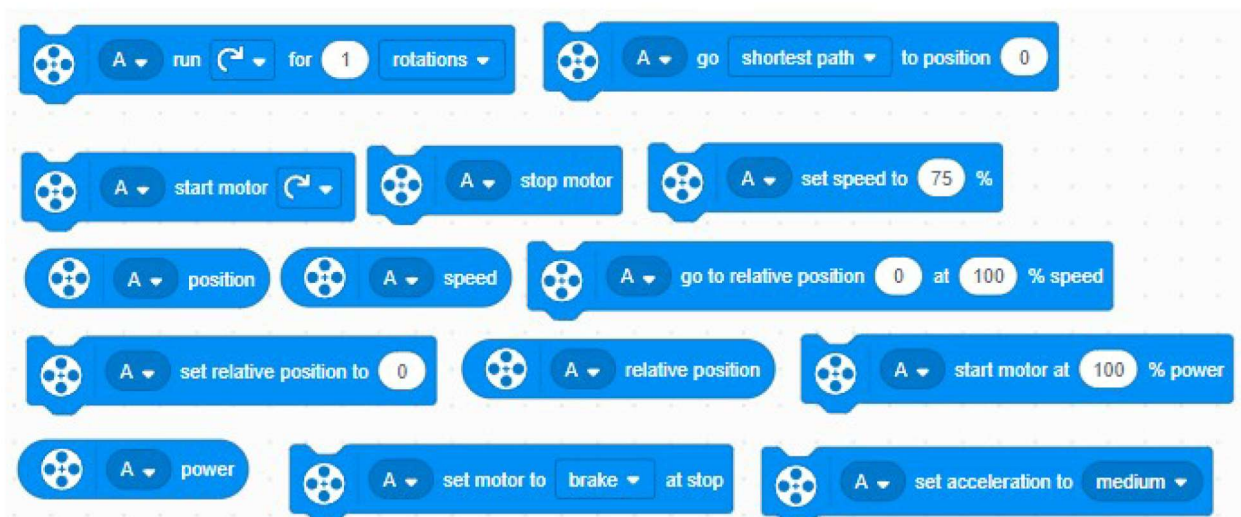 A run for 1 rotations
A go shortest path to position 0
A start motor
A stop motor
A set speed to 75 %
A position
A speed
A go to relative position 0 at 100 % speed
A set relative position to 0
A relative position
A start motor at 100 % power
A power
A set motor to brake at stop
A set acceleration to medium